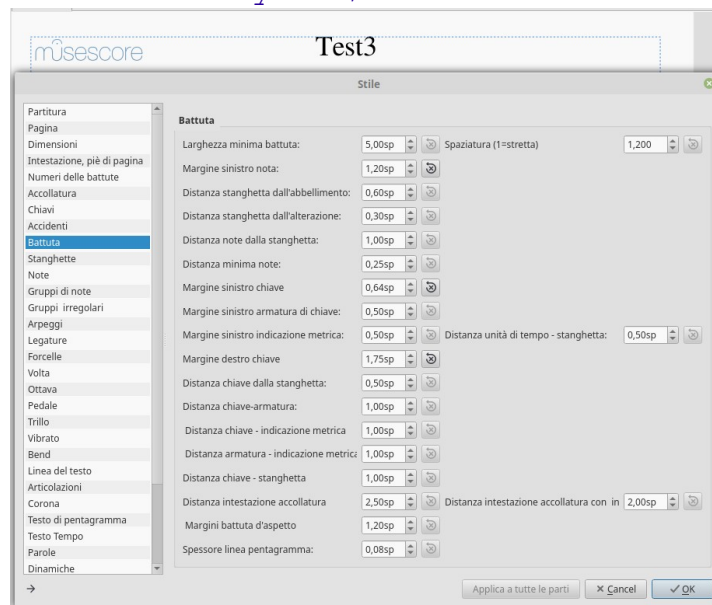 musescore
Test3
Stile
Partitura
Pagina
Dimensioni
Intestazione, piè di pagina
Numeri delle battute
Accollatura
Chiavi
Accidenti
Battuta
Stanghette
Note
Gruppi di note
Gruppi irregolari
Arpeggi
Legature
Forcelle
Volta
Ottava
Pedale
Trillo
Vibrato
Bend
Linea del testo
Articolazioni
Corona
Testo di pentagramma
Testo Tempo
Parole
Dinamiche
Battuta
Larghezza minima battuta: 5,00sp Spaziatura (1=stretta) 1,200
Margine sinistro nota: 1,20sp
Distanza stanghetta dall'abbellimento: 0,60sp
Distanza stanghetta dall'alterazione: 0,30sp
Distanza note dalla stanghetta: 1,00sp
Distanza minima note: 0,25sp
Margine sinistro chiave 0,64sp
Margine sinistro armatura di chiave: 0,50sp
Margine sinistro indicazione metrica: 0,50sp Distanza unità di tempo - stanghetta: 0,50sp
Margine destro chiave 1,75sp
Distanza chiave dalla stanghetta: 0,50sp
Distanza chiave-armatura: 1,00sp
Distanza chiave - indicazione metrica 1,00sp
Distanza armatura - indicazione metrica 1,00sp
Distanza chiave - stanghetta 1,00sp
Distanza intestazione accollatura 2,50sp Distanza intestazione accollatura con in 2,00sp
Margini battuta d'aspetto 1,20sp
Spessore linea pentagramma: 0,08sp
Applica a tutte le parti Cancel OK